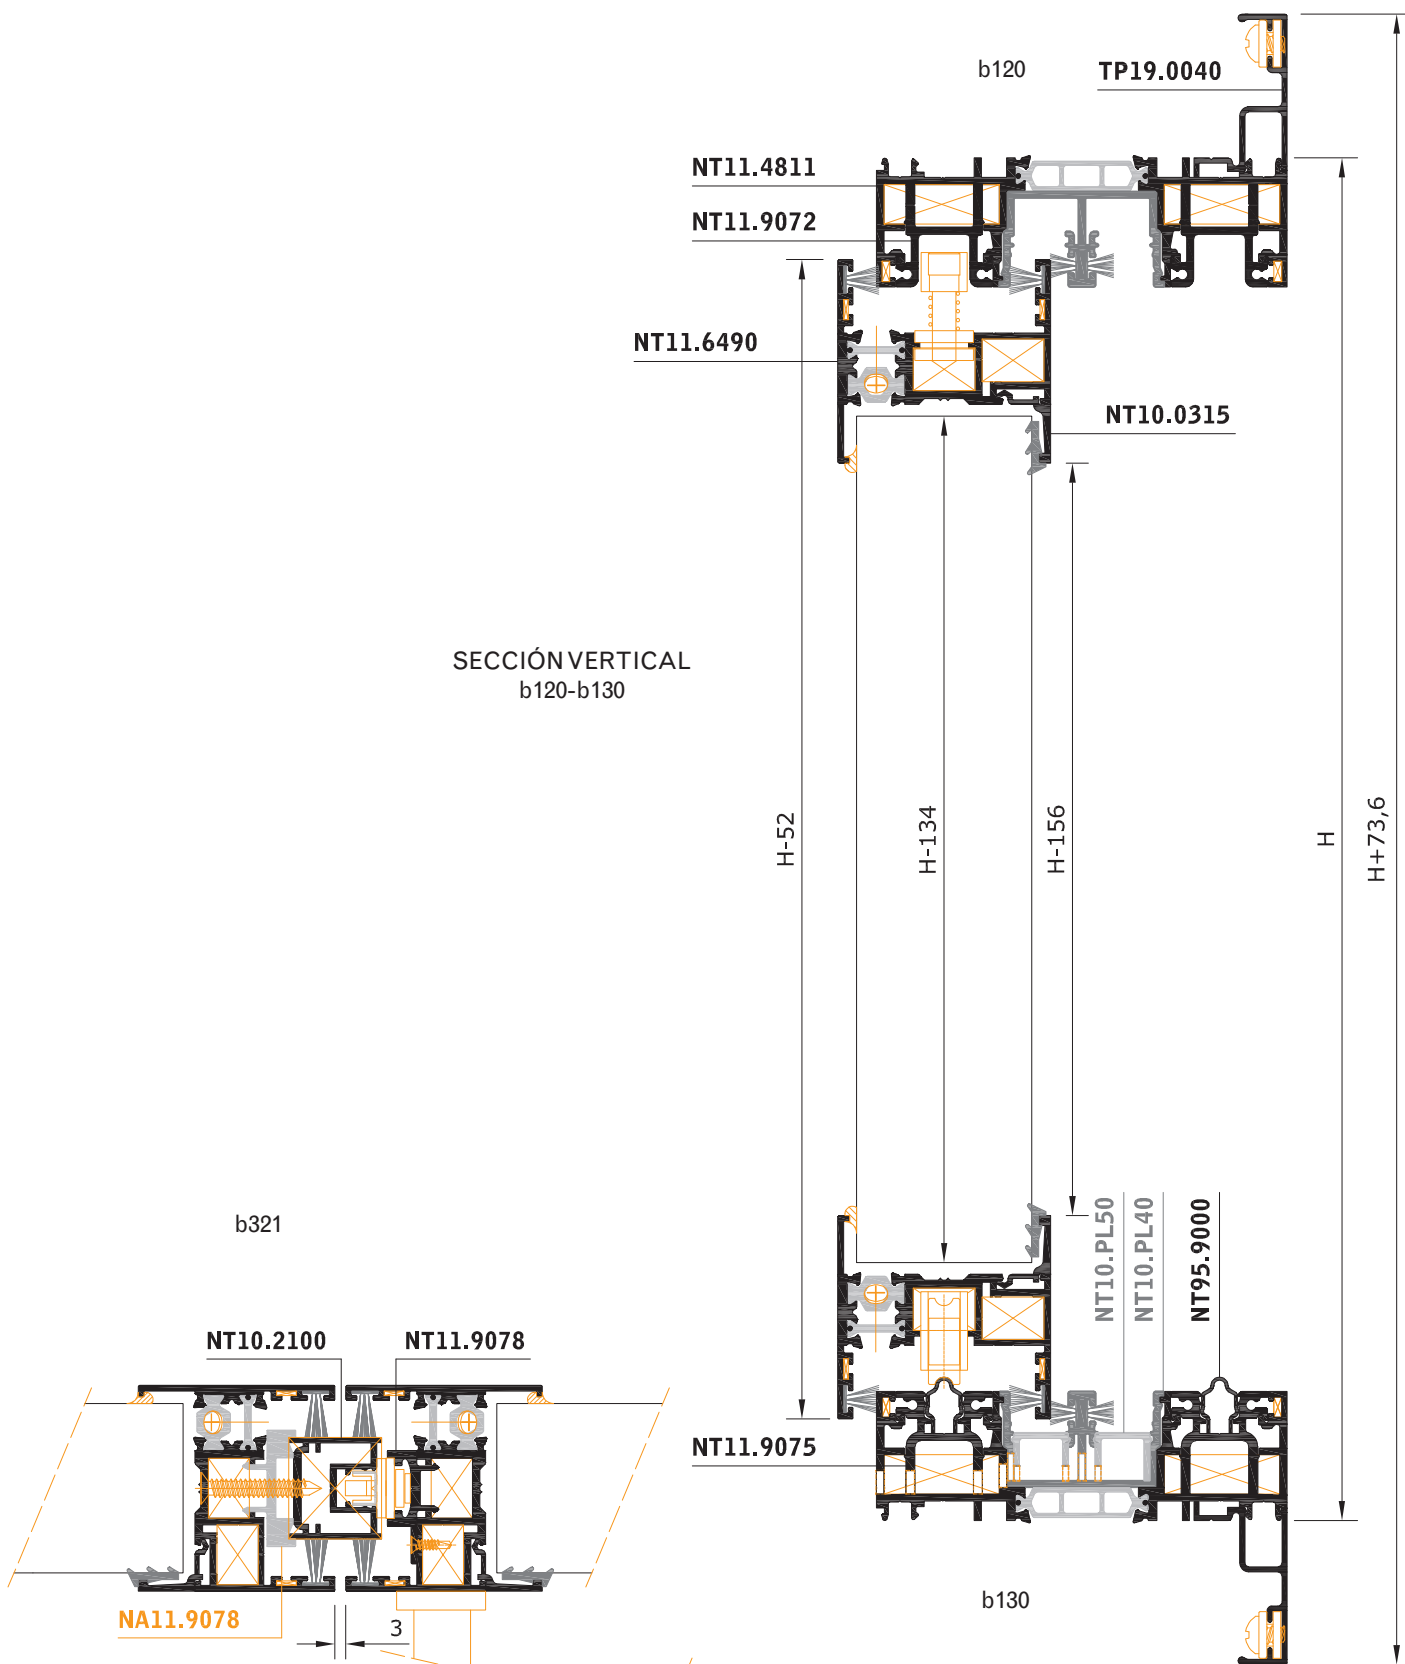 b120
TP19.0040
NT11.4811
NT11.9072
NT11.6490
NT10.0315
SECCIÓN VERTICAL
b120-b130
H-52
H-134
H-156
H
H+73,6
b321
NT10.PL50
NT10.PL40
NT95.9000
NT10.2100
NT11.9078
NT11.9075
NA11.9078
3
b130